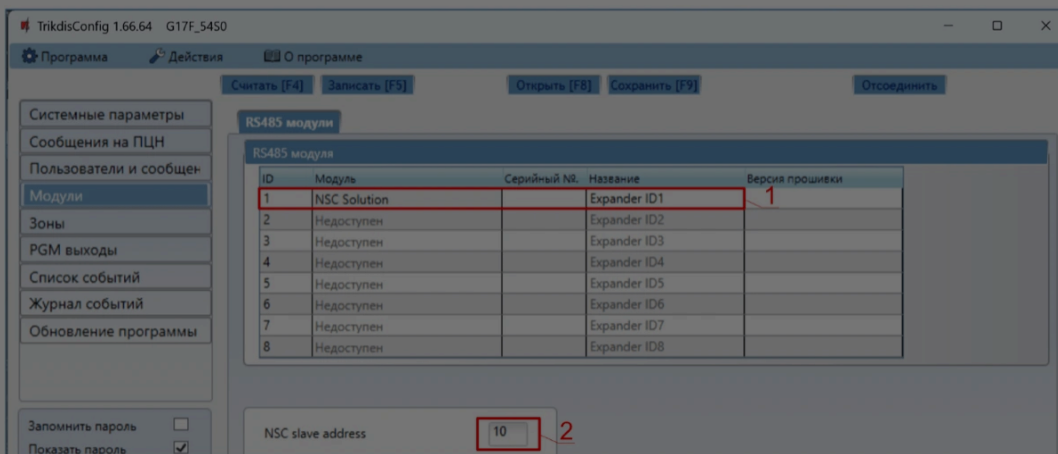 TrikdisConfig 1.66.64 G17F_54S0
Программа Действия О программе
Считать [F4] Записать [F5] Открыть [F8] Сохранить [F9] Отсоединить
Системные параметры
Сообщения на ПЦН
Пользователи и сообщен
Модули
Зоны
PGM выходы
Список событий
Журнал событий
Обновление программы
Запомнить пароль
Показать пароль
RS485 модули
RS485 модуля
ID Модуль Серийный №. Название Версия прошивки
1 NSC Solution Expander ID1 1
2 Недоступен Expander ID2
3 Недоступен Expander ID3
4 Недоступен Expander ID4
5 Недоступен Expander ID5
6 Недоступен Expander ID6
7 Недоступен Expander ID7
8 Недоступен Expander ID8
NSC slave address 10 2